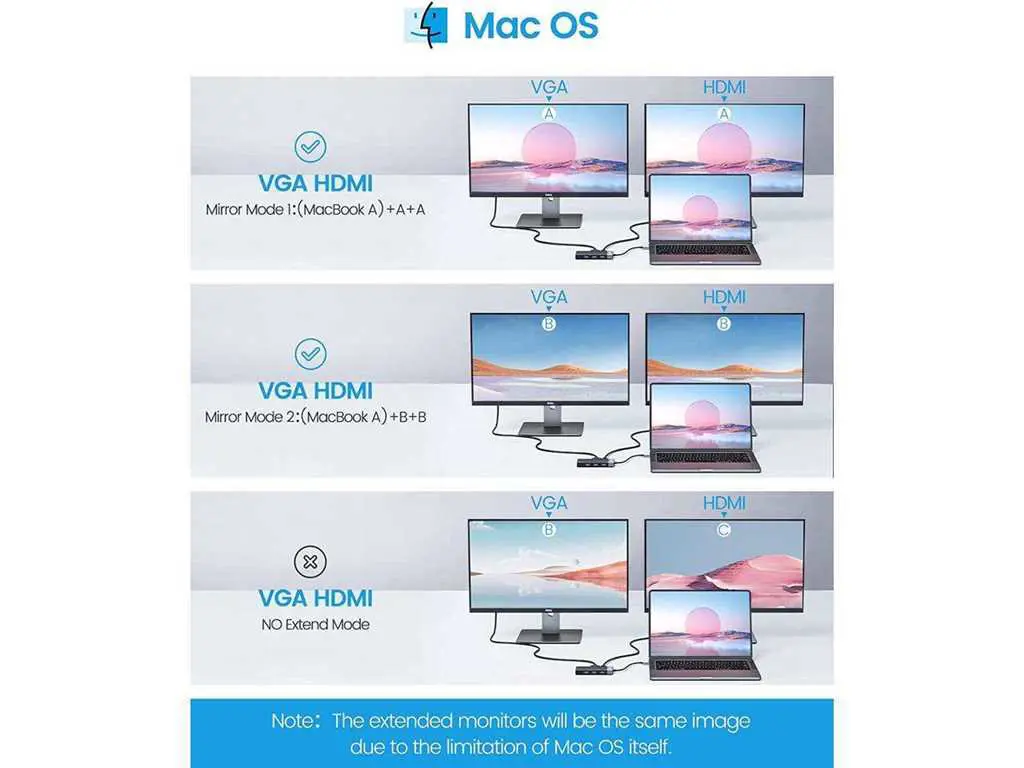 Mac OS
VGA HDMI
A A
VGA HDMI
Mirror Mode 1:(MacBook A)+A+A
VGA HDMI
B B
VGA HDMI
Mirror Mode 2:(MacBook A)+B+B
VGA HDMI
B C
VGA HDMI
NO Extend Mode
Note: The extended monitors will be the same image
due to the limitation of Mac OS itself.